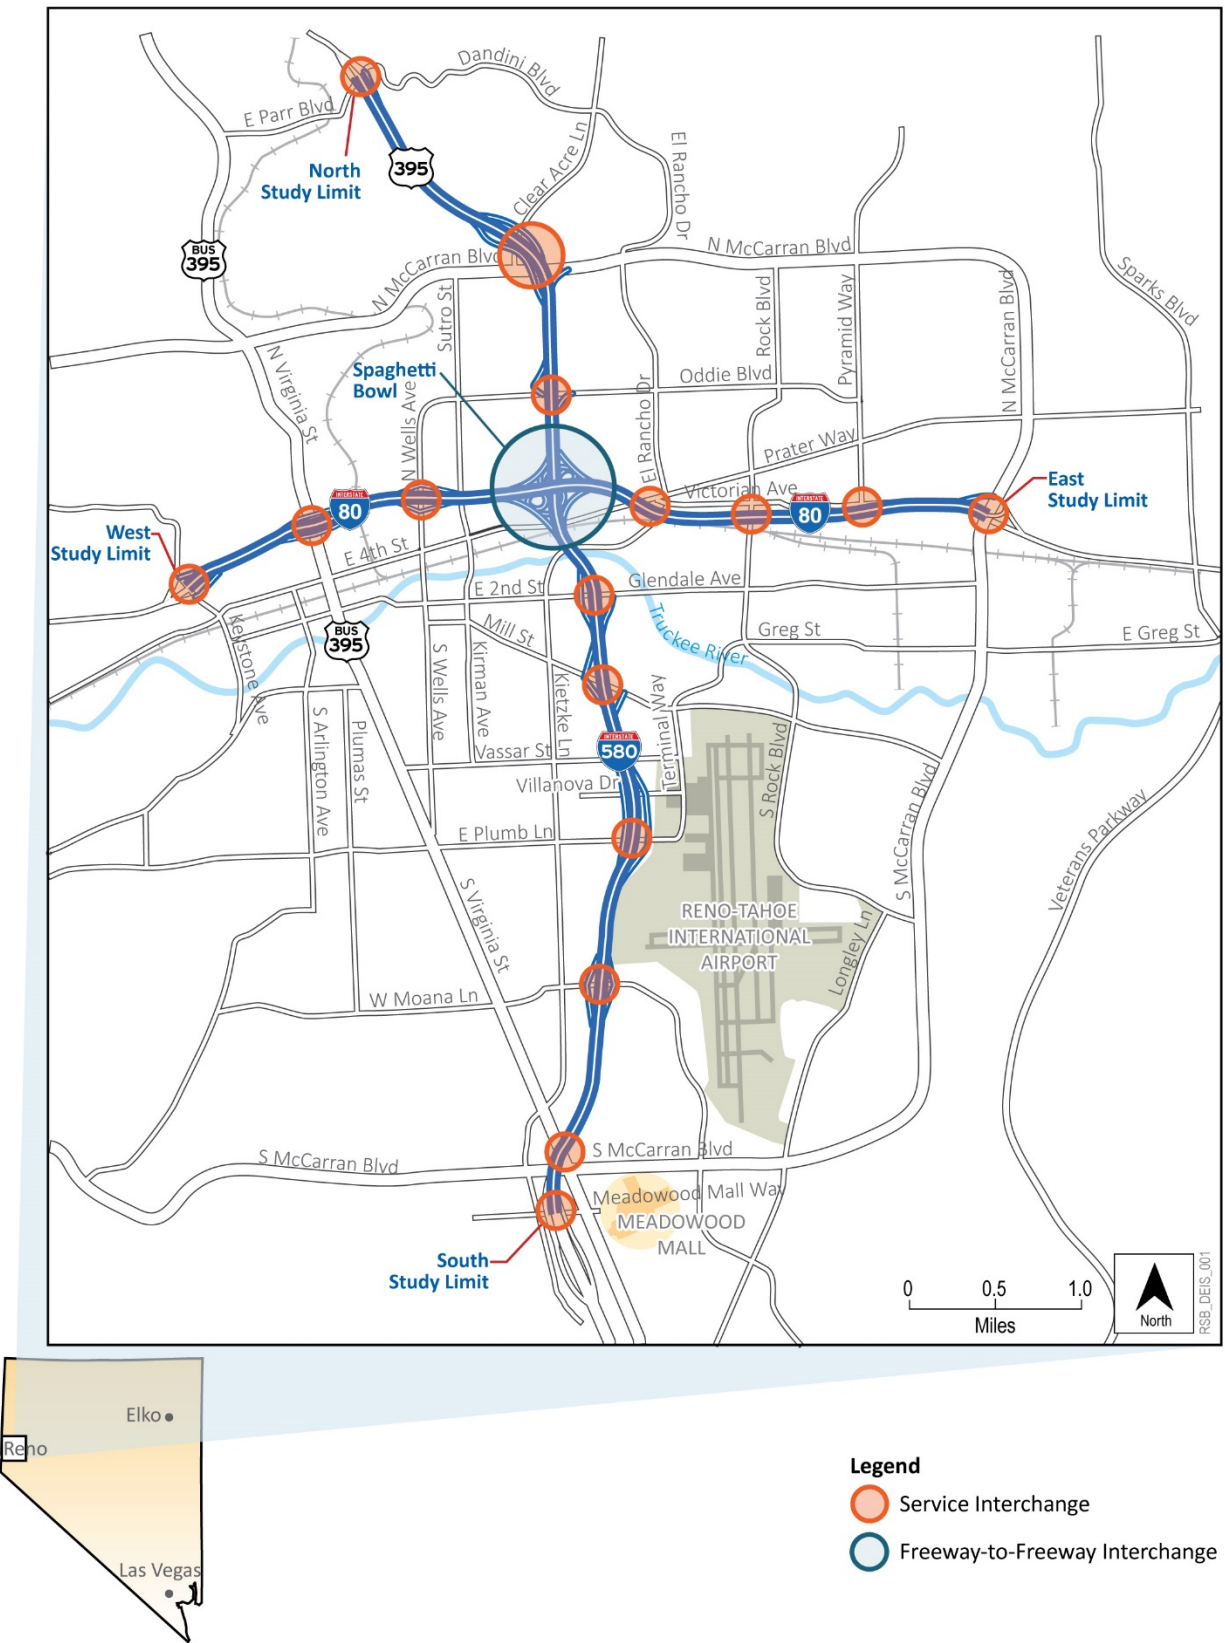 Dandini Blvd
E Parr Blvd
395
North
Study Limit
Clear Acre Ln
El Rancho Dr
BUS
395
N McCarran Blvd
N McCarran Blvd
Sparks Blvd
Sutro St
Rock Blvd
Pyramid Way
N McCarran Blvd
N Virginia St
Spaghetti
Bowl
N Wells Ave
El Rancho Dr
Oddie Blvd
Prater Way
Victorian Ave
INTERSTATE
80
INTERSTATE
80
East
Study Limit
West
Study Limit
E 4th St
E 2nd St
Glendale Ave
Truckee River
Greg St
E Greg St
Keystone Ave
BUS
395
Mill St
S Wells Ave
Kirman Ave
Kietzke Ln
Terminal Way
S Arlington Ave
Plumas St
Vassar St
INTERSTATE
580
Villanova Dr
S Rock Blvd
S McCarran Blvd
Veterans Parkway
E Plumb Ln
S Virginia St
RENO-TAHOE
INTERNATIONAL
AIRPORT
Longley Ln
W Moana Ln
S McCarran Blvd
S McCarran Blvd
Meadowood Mall Way
MEADOWOOD
MALL
South
Study Limit
0 0.5 1.0
Miles
North
RSB_DEIS_001
Elko
Reno
Las Vegas
Legend
Service Interchange
Freeway-to-Freeway Interchange